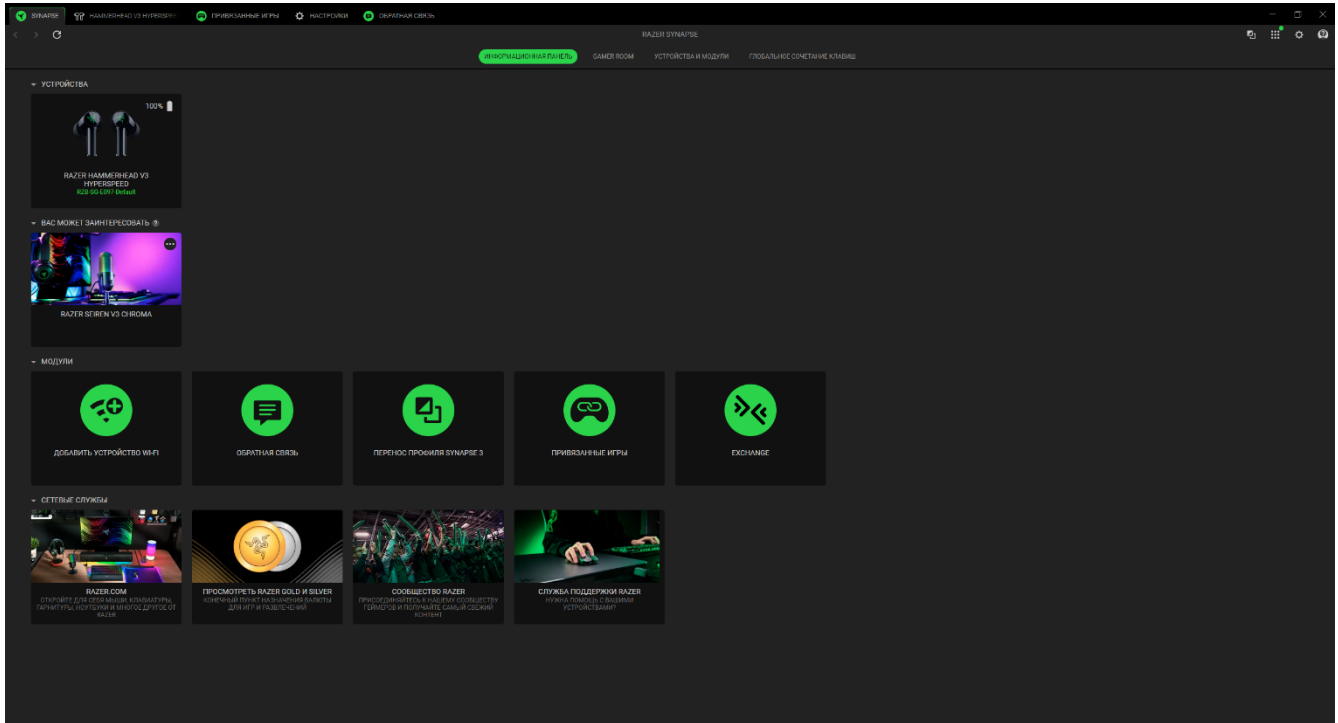 SYNAPSE
HAMMERHEAD V3 HYPERSPE
ПРИВЯЗАННЫЕ ИГРЫ
НАСТРОЙКИ
ОБРАТНАЯ СВЯЗЬ
RAZER SYNAPSE
ИНФОРМАЦИОННАЯ ПАНЕЛЬ
GAMER ROOM
УСТРОЙСТВА И МОДУЛИ
ГЛОБАЛЬНОЕ СОЧЕТАНИЕ КЛАВИШ
УСТРОЙСТВА
100%
RAZER HAMMERHEAD V3
HYPERSPEED
RZB-SG-E097-Default
ВАС МОЖЕТ ЗАИНТЕРЕСОВАТЬ
RAZER SEIREN V3 CHROMA
МОДУЛИ
ДОБАВИТЬ УСТРОЙСТВО WI-FI
ОБРАТНАЯ СВЯЗЬ
ПЕРЕНОС ПРОФИЛЯ SYNAPSE 3
ПРИВЯЗАННЫЕ ИГРЫ
EXCHANGE
СЕТЕВЫЕ СЛУЖБЫ
RAZER.COM
ОТКРОЙТЕ ДЛЯ СЕБЯ МЫШИ, КЛАВИАТУРЫ,
ГАРНИТУРЫ, НОУТБУКИ И МНОГОЕ ДРУГОЕ ОТ
RAZER
ПРОСМОТРЕТЬ RAZER GOLD И SILVER
КОНЕЧНЫЙ ПУНКТ НАЗНАЧЕНИЯ ВАЛЮТЫ
ДЛЯ ИГР И РАЗВЛЕЧЕНИЙ
СООБЩЕСТВО RAZER
ПРИСОЕДИНЯЙТЕСЬ К НАШЕМУ СООБЩЕСТВУ
ГЕЙМЕРОВ И ПОЛУЧАЙТЕ САМЫЙ СВЕЖИЙ
КОНТЕНТ
СЛУЖБА ПОДДЕРЖКИ RAZER
НУЖНА ПОМОЩЬ С ВАШИМИ
УСТРОЙСТВАМИ?